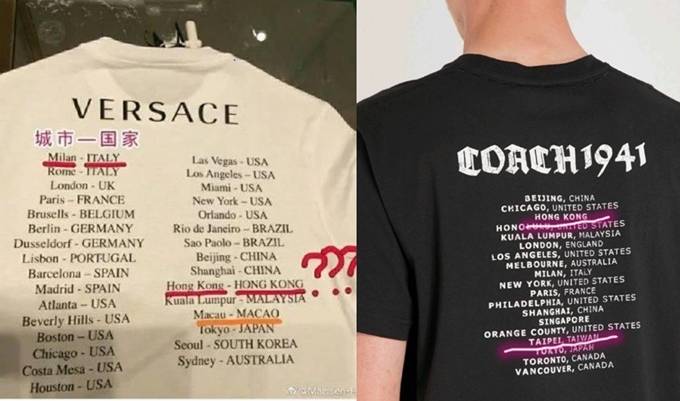 VERSACE
城市—国家
Milan - ITALY
Rome - ITALY
London - UK
Paris – FRANCE
Brusells - BELGIUM
Berlin - GERMANY
Dusseldorf - GERMANY
Lisbon - PORTUGAL
Barcelona – SPAIN
Madrid - SPAIN
Atlanta – USA
Beverly Hills - USA
Boston – USA
Chicago - USA
Costa Mesa - USA
Houston - USA
Las Vegas - USA
Los Angeles – USA
Miami - USA
New York – USA
Orlando - USA
Rio de Janeiro – BRAZIL
Sao Paolo – BRAZIL
Beijing - CHINA
Shanghai - CHINA
Hong Kong - HONG KONG
???
Kuala Lumpur - MALAYSIA
Macau - MACAO
Tokyo - JAPAN
Seoul - SOUTH KOREA
Sydney - AUSTRALIA
COACH 1941
BEIJING, CHINA
CHICAGO, UNITED STATES
HONG KONG
HONOLULU, UNITED STATES
KUALA LUMPUR, MALAYSIA
LONDON, ENGLAND
LOS ANGELES, UNITED STATES
MELBOURNE, AUSTRALIA
MILAN, ITALY
NEW YORK, UNITED STATES
PARIS, FRANCE
PHILADELPHIA, UNITED STATES
SHANGHAI, CHINA
SINGAPORE
ORANGE COUNTY, UNITED STATES
TAIPEI, TAIWAN
TOKYO, JAPAN
TORONTO, CANADA
VANCOUVER, CANADA